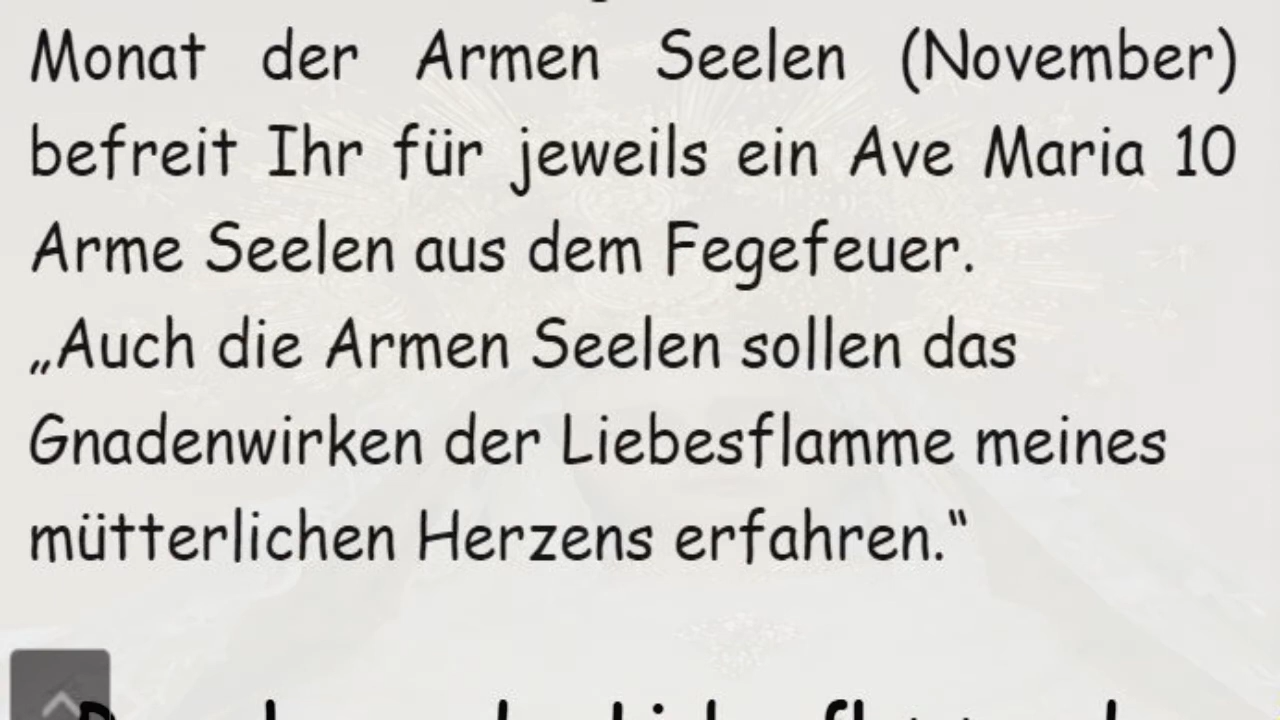 Monat der Armen Seelen (November)
befreit Ihr für jeweils ein Ave Maria 10
Arme Seelen aus dem Fegefeuer.
„Auch die Armen Seelen sollen das
Gnadenwirken der Liebesflamme meines
mütterlichen Herzens erfahren.“